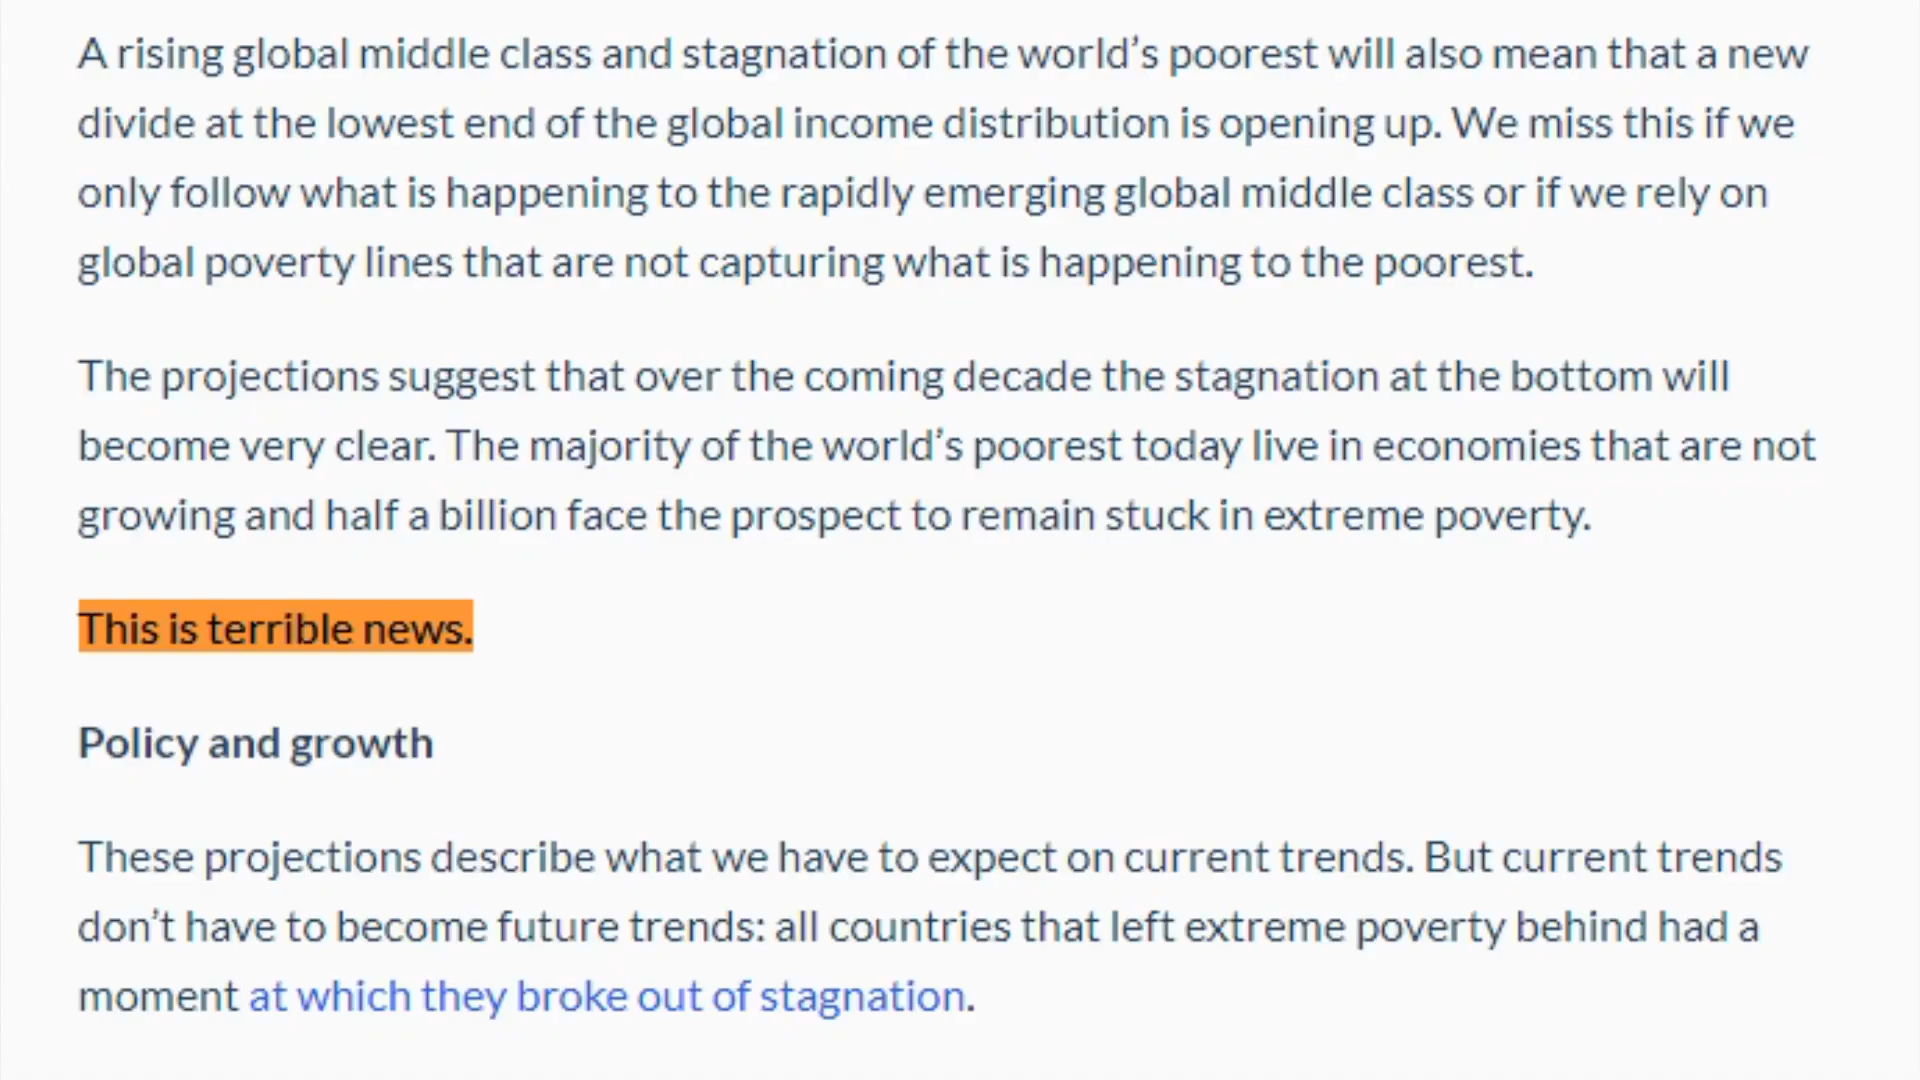 A rising global middle class and stagnation of the world’s poorest will also mean that a new
divide at the lowest end of the global income distribution is opening up. We miss this if we
only follow what is happening to the rapidly emerging global middle class or if we rely on
global poverty lines that are not capturing what is happening to the poorest.
The projections suggest that over the coming decade the stagnation at the bottom will
become very clear. The majority of the world’s poorest today live in economies that are not
growing and half a billion face the prospect to remain stuck in extreme poverty.
This is terrible news.
Policy and growth
These projections describe what we have to expect on current trends. But current trends
don’t have to become future trends: all countries that left extreme poverty behind had a
moment at which they broke out of stagnation.